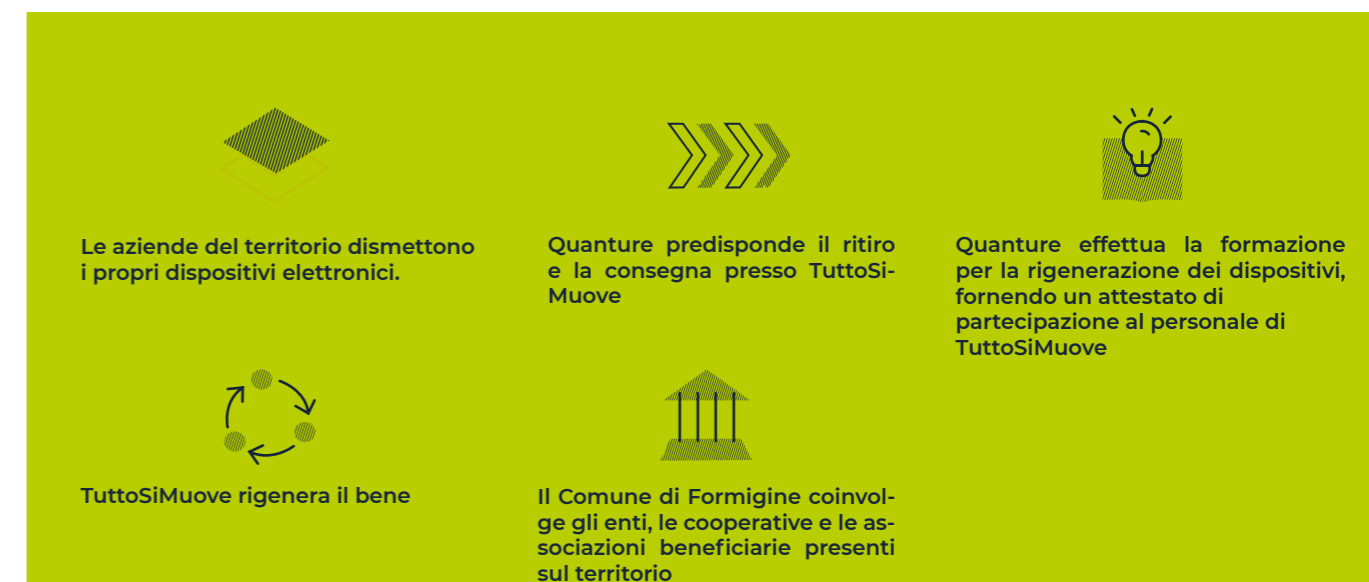 Le aziende del territorio dismettono
i propri dispositivi elettronici.
Quanture predisponde il ritiro
e la consegna presso TuttoSi-
Muove
Quanture effettua la formazione
per la rigenerazione dei dispositivi,
fornendo un attestato di
partecipazione al personale di
TuttoSiMuove
TuttoSiMuove rigenera il bene
Il Comune di Formigine coinvol-
ge gli enti, le cooperative e le as-
sociazioni beneficiarie presenti
sul territorio